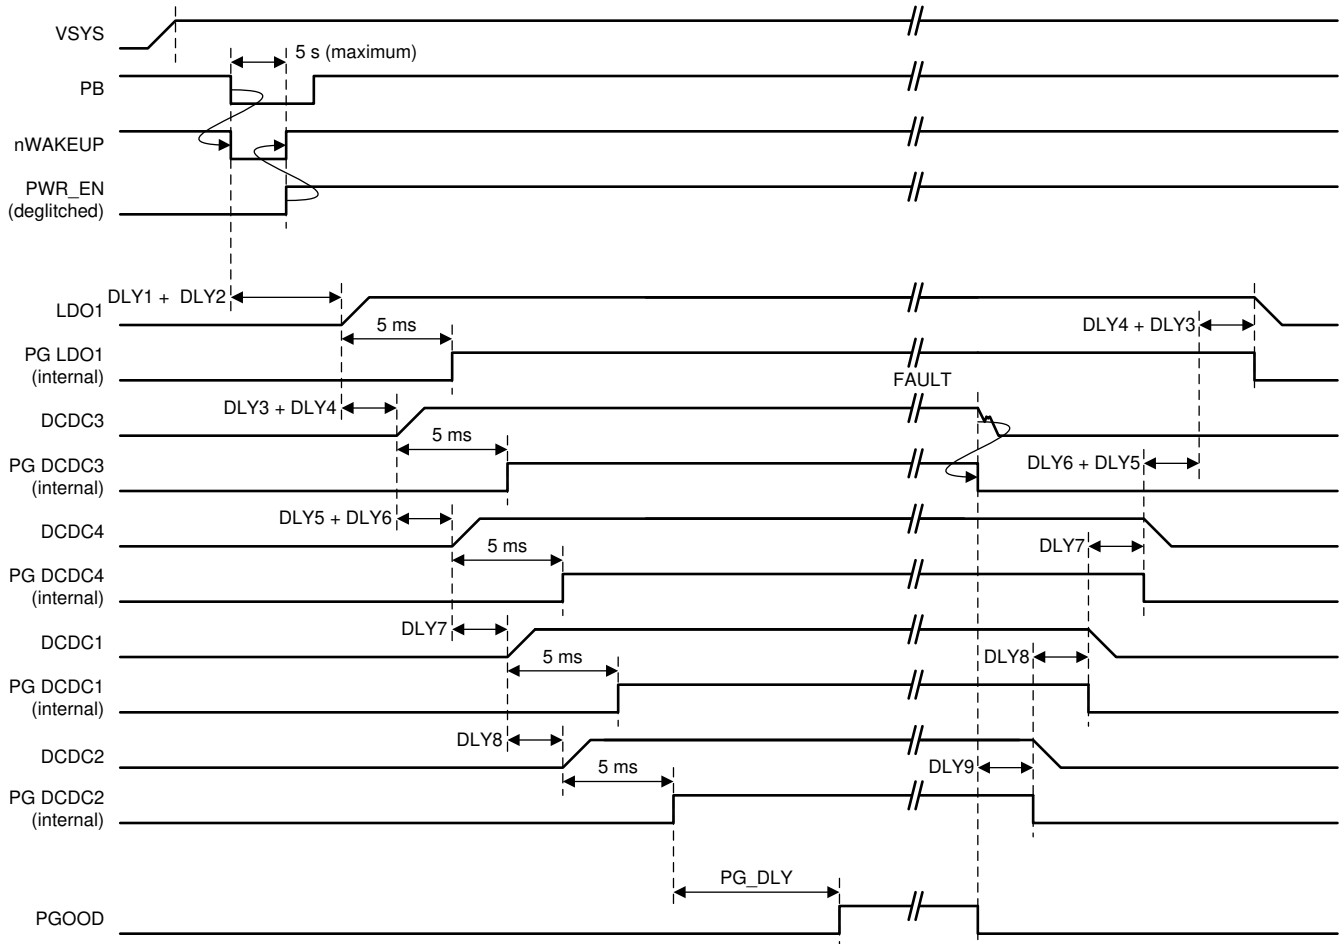 VSYS
5 s (maximum)
PB
nWAKEUP
PWR_EN
(deglitched)
DLY1 + DLY2
LDO1
5 ms
DLY4 + DLY3
PG LDO1
(internal)
FAULT
DLY3 + DLY4
DCDC3
5 ms
PG DCDC3
(internal)
DLY6 + DLY5
DLY5 + DLY6
DCDC4
5 ms
DLY7
PG DCDC4
(internal)
DLY7
DCDC1
5 ms
DLY8
PG DCDC1
(internal)
DLY8
DCDC2
5 ms
DLY9
PG DCDC2
(internal)
PG_DLY
PGOOD